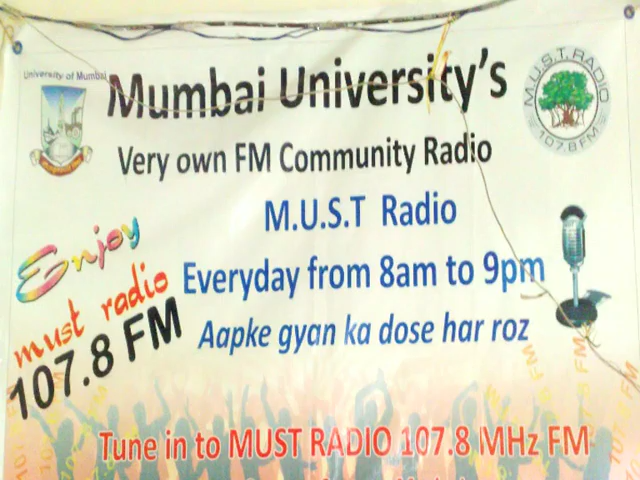 University of Mumbai
Mumbai University's
M.U.S.T. RADIO
107.8 FM
Very own FM Community Radio
M.U.S.T Radio
Enjoy
must radio
107.8 FM
Everyday from 8am to 9pm
Aapke gyan ka dose har roz
Tune in to MUST RADIO 107.8 MHz FM